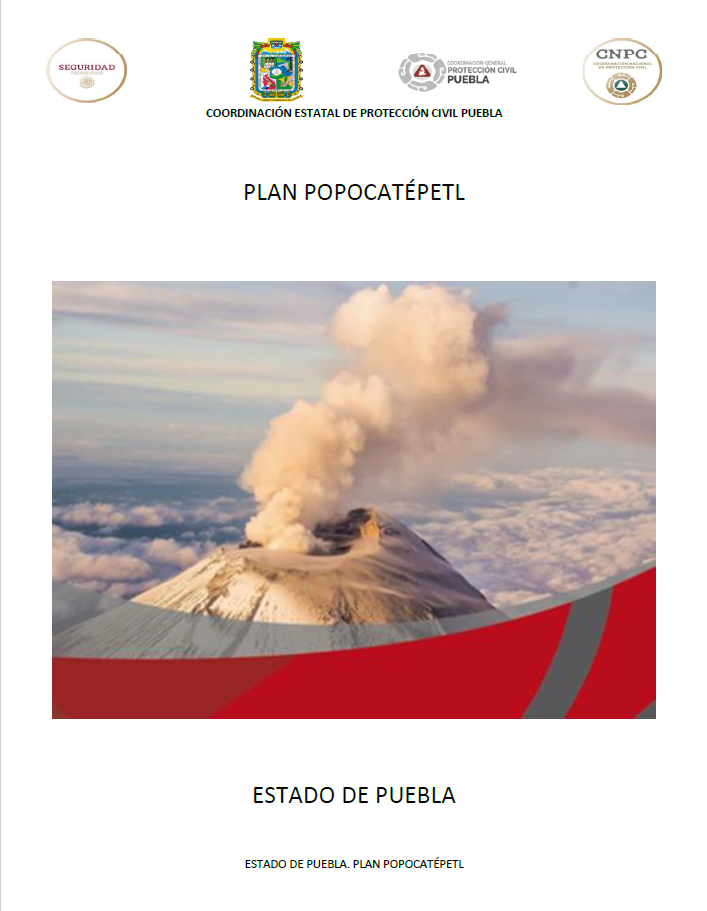 SEGURIDAD
COORDINACIÓN GENERAL
PROTECCIÓN CIVIL
PUEBLA
CNPC
COORDINACIÓN NACIONAL
DE PROTECCIÓN CIVIL
COORDINACIÓN ESTATAL DE PROTECCIÓN CIVIL PUEBLA
PLAN POPOCATÉPETL
ESTADO DE PUEBLA
ESTADO DE PUEBLA. PLAN POPOCATÉPETL